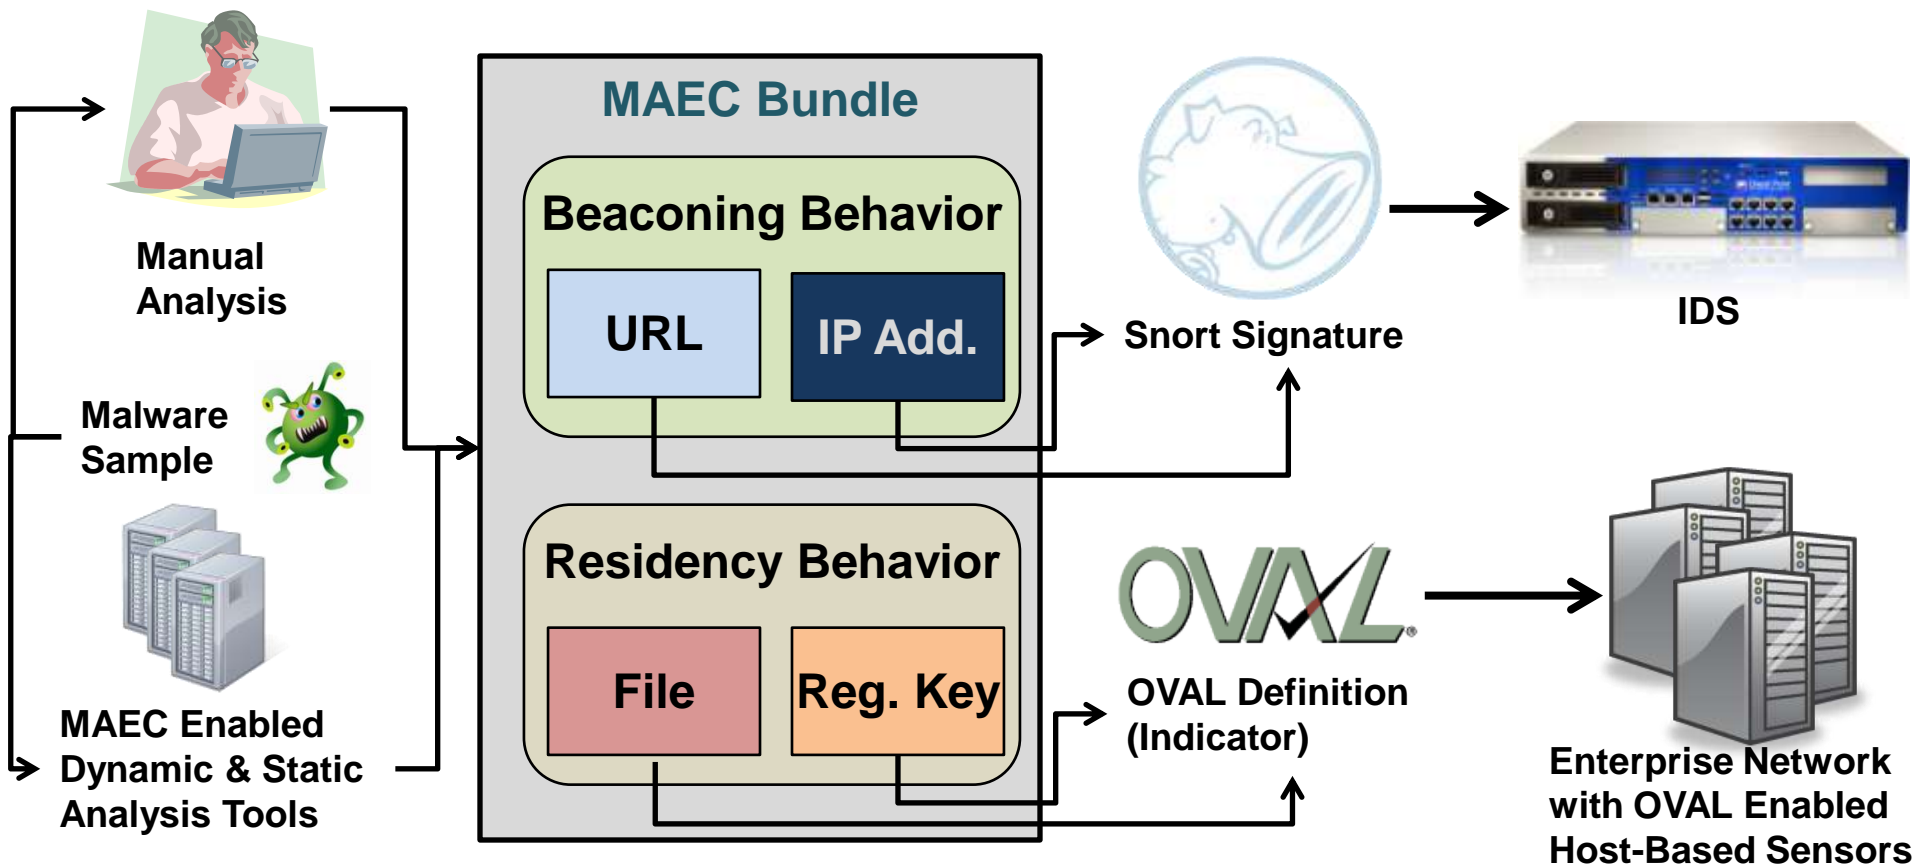 MAEC Bundle
Beaconing Behavior
URL
IP Add.
Residency Behavior
File
Reg. Key
Manual
Analysis
Malware
Sample
MAEC Enabled
Dynamic & Static
Analysis Tools
Snort Signature
IDS
OVAL®
OVAL Definition
(Indicator)
Enterprise Network
with OVAL Enabled
Host-Based Sensors